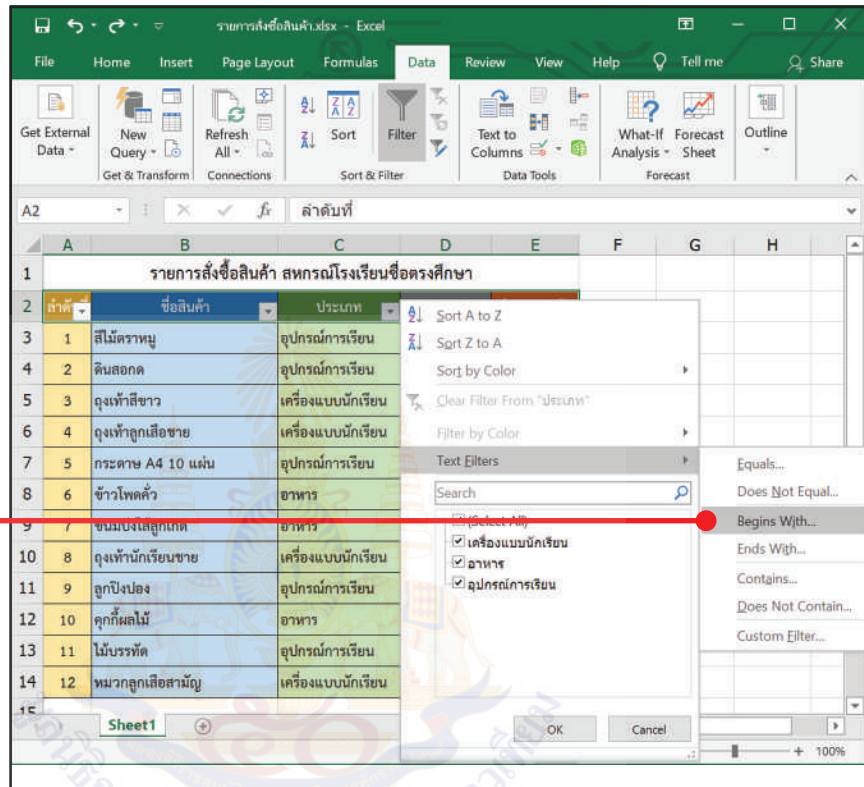 รายการสั่งซื้อสินค้า.xlsx - Excel
File Home Insert Page Layout Formulas Data Review View Help Tell me Share
Get External Data New Query Refresh All Sort Filter Text to Columns What-If Analysis Forecast Sheet Outline
Get & Transform Connections Sort & Filter Data Tools Forecast
A2 fx ลำดับที่
A B C D E F G H
1 รายการสั่งซื้อสินค้า สหกรณ์โรงเรียนซื่อตรงศึกษา
2 ชื่อสินค้า ประเภท
3 1 สีไม้ตราหมู อุปกรณ์การเรียน
4 2 ดินสอกด อุปกรณ์การเรียน
5 3 ถุงเท้าสีขาว เครื่องแบบนักเรียน
6 4 ถุงเท้าลูกเสือชาย เครื่องแบบนักเรียน
7 5 กระดาษ A4 10 แผ่น อุปกรณ์การเรียน
8 6 ข้าวโพดคั่ว อาหาร
9 7 ขนมปังไส้ลูกเกด อาหาร
10 8 ถุงเท้านักเรียนชาย เครื่องแบบนักเรียน
11 9 ลูกปิงปอง อุปกรณ์การเรียน
12 10 คุกกี้ผลไม้ อาหาร
13 11 ไม้บรรทัด อุปกรณ์การเรียน
14 12 หมวกลูกเสือสามัญ เครื่องแบบนักเรียน
15
Sort A to Z
Sort Z to A
Sort by Color
Clear Filter From "ประเภท"
Filter by Color
Text Filters
Search
(Select All)
เครื่องแบบนักเรียน
อาหาร
อุปกรณ์การเรียน
OK Cancel
Equals...
Does Not Equal...
Begins With...
Ends With...
Contains...
Does Not Contain...
Custom Filter...
Sheet1
100%